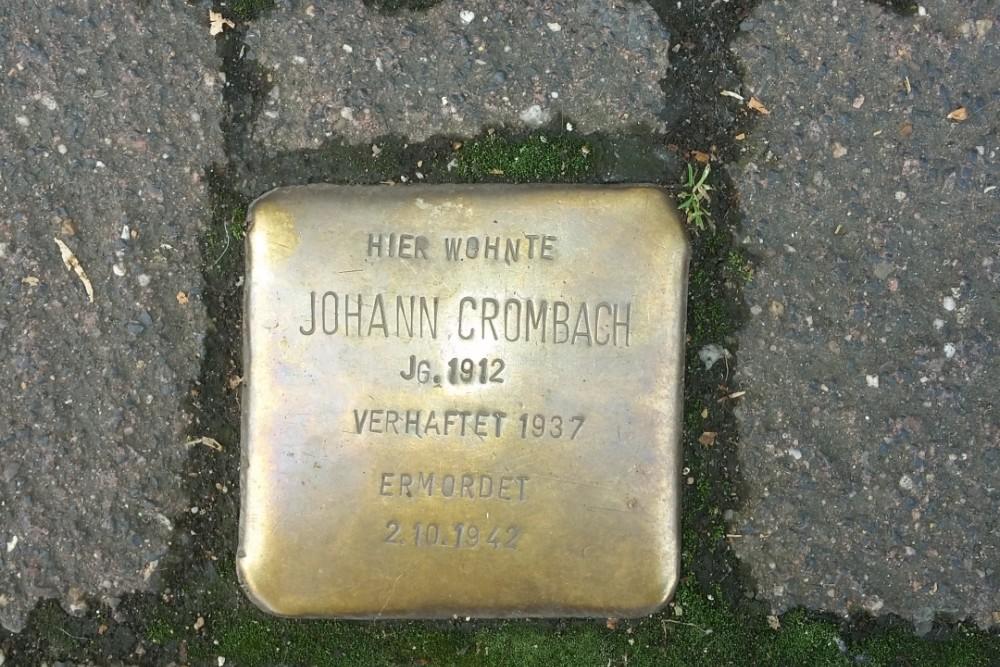 HIER WOHNTE
JOHANN CROMBACH
JG. 1912
VERHAFTET 1937
ERMORDET
2.10.1942